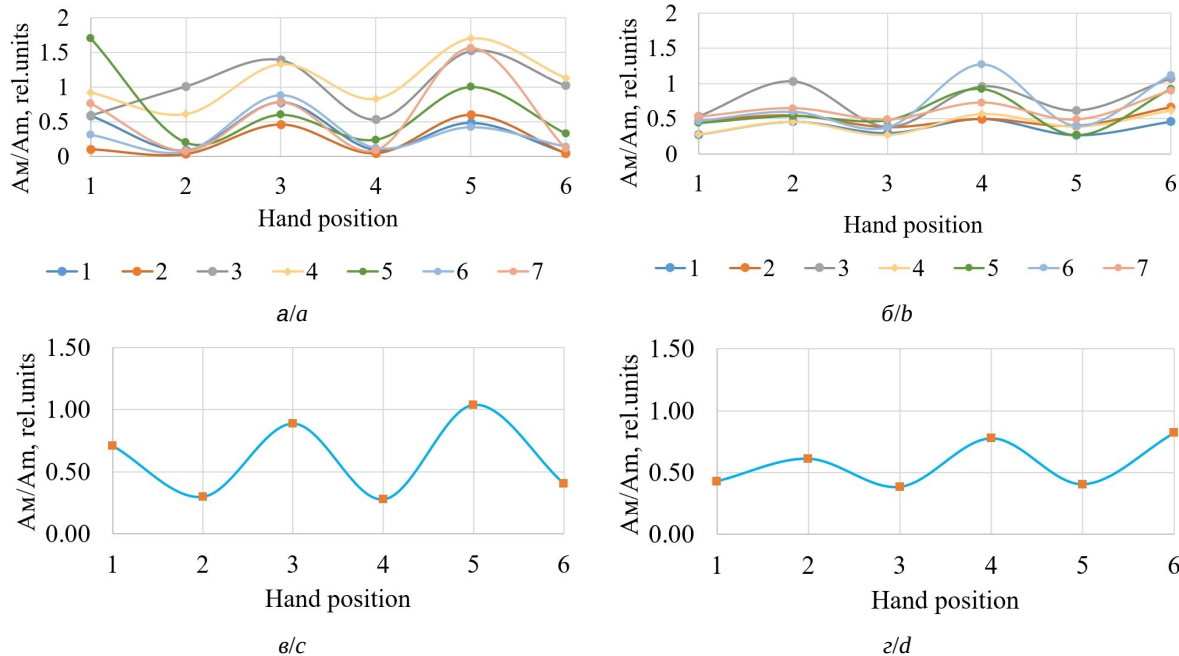 Aм/Am, rel.units
2
1.5
1
0.5
0
1 2 3 4 5 6
Hand position
1 2 3 4 5 6 7
а/a
Aм/Am, rel.units
2
1.5
1
0.5
0
1 2 3 4 5 6
Hand position
1 2 3 4 5 6 7
б/b
Aм/Am, rel.units
1.50
1.00
0.50
0.00
1 2 3 4 5 6
Hand position
в/c
Aм/Am, rel.units
1.50
1.00
0.50
0.00
1 2 3 4 5 6
Hand position
г/d